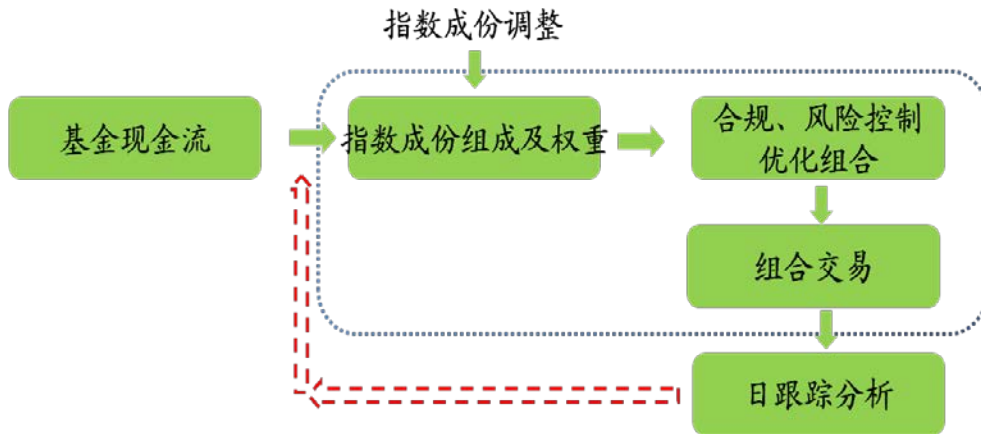 指数成份调整
基金现金流
指数成份组成及权重
合规、风险控制
优化组合
组合交易
日跟踪分析